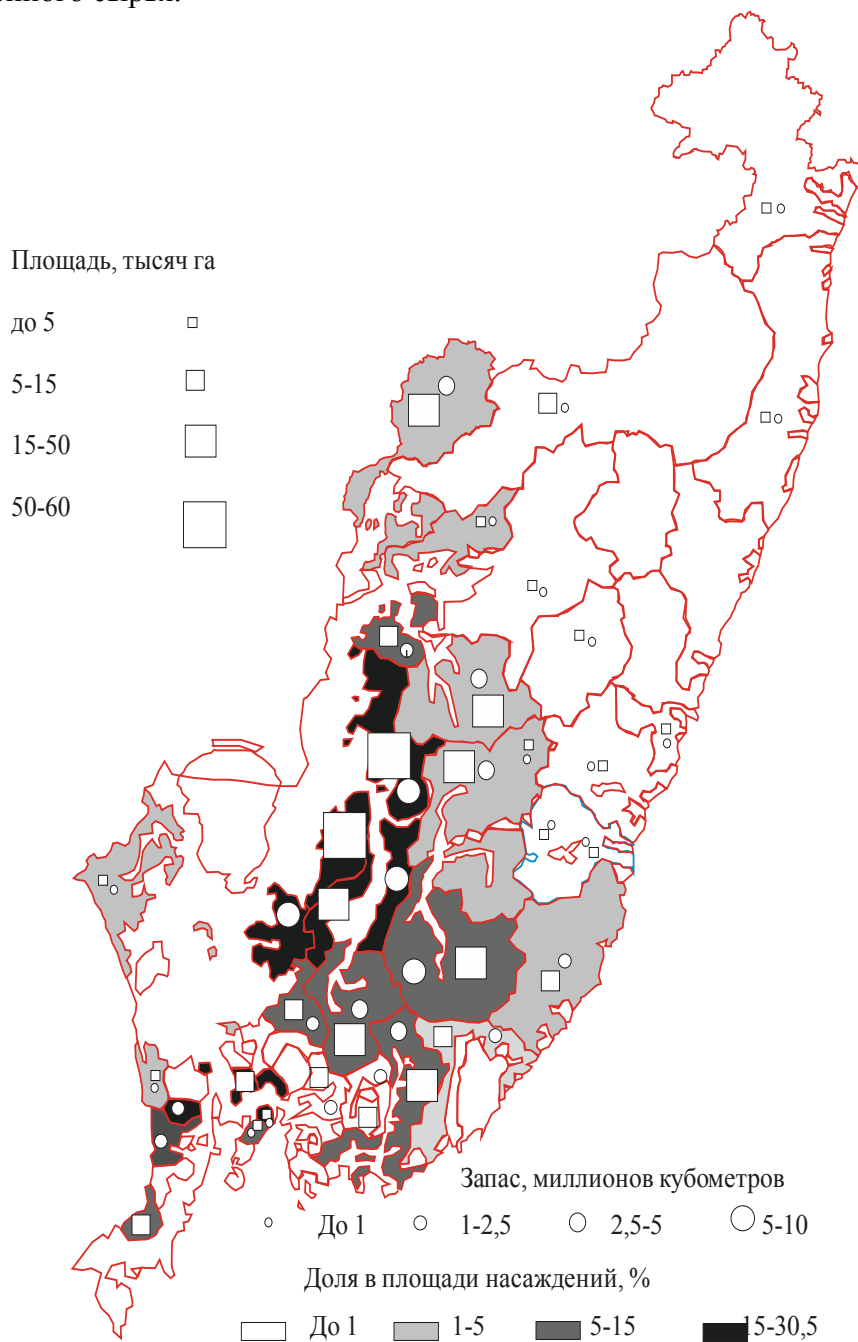 Площадь, тысяч га
до 5
5-15
15-50
50-60
Запас, миллионов кубометров
До 1 1-2,5 2,5-5 5-10
Доля в площади насаждений, %
До 1 1-5 5-15 15-30,5